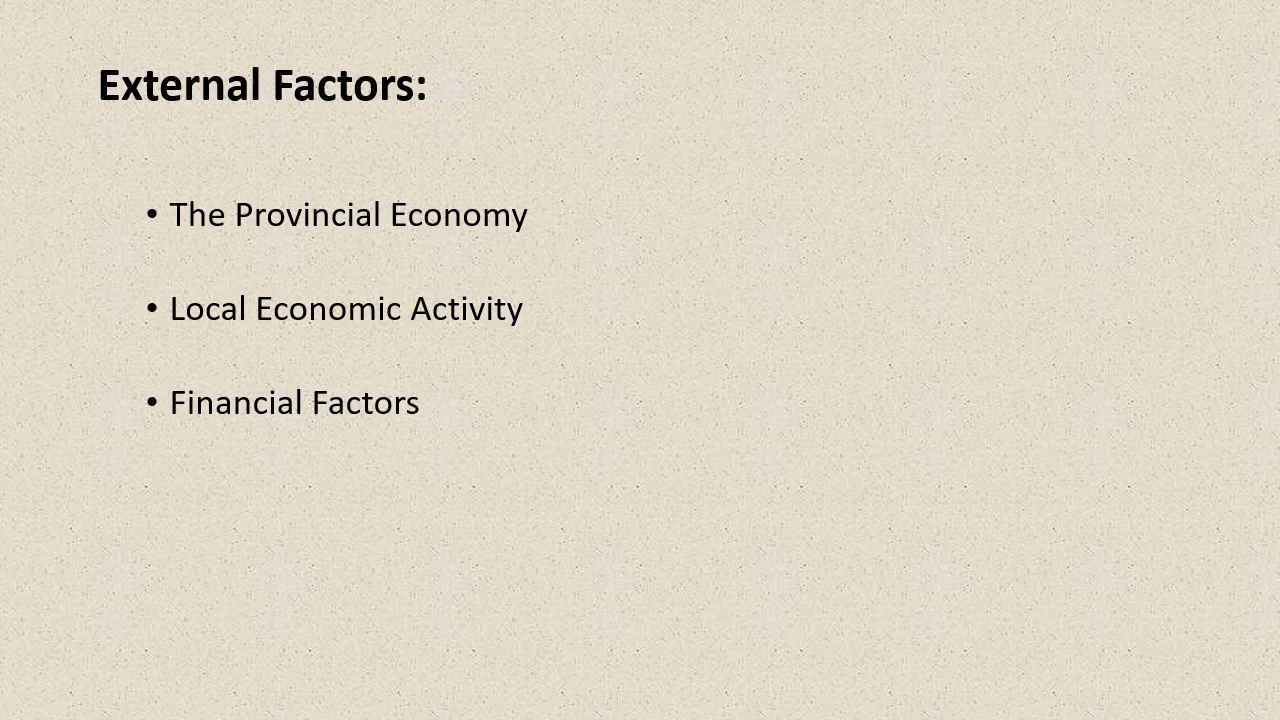 External Factors:
• The Provincial Economy
• Local Economic Activity
• Financial Factors